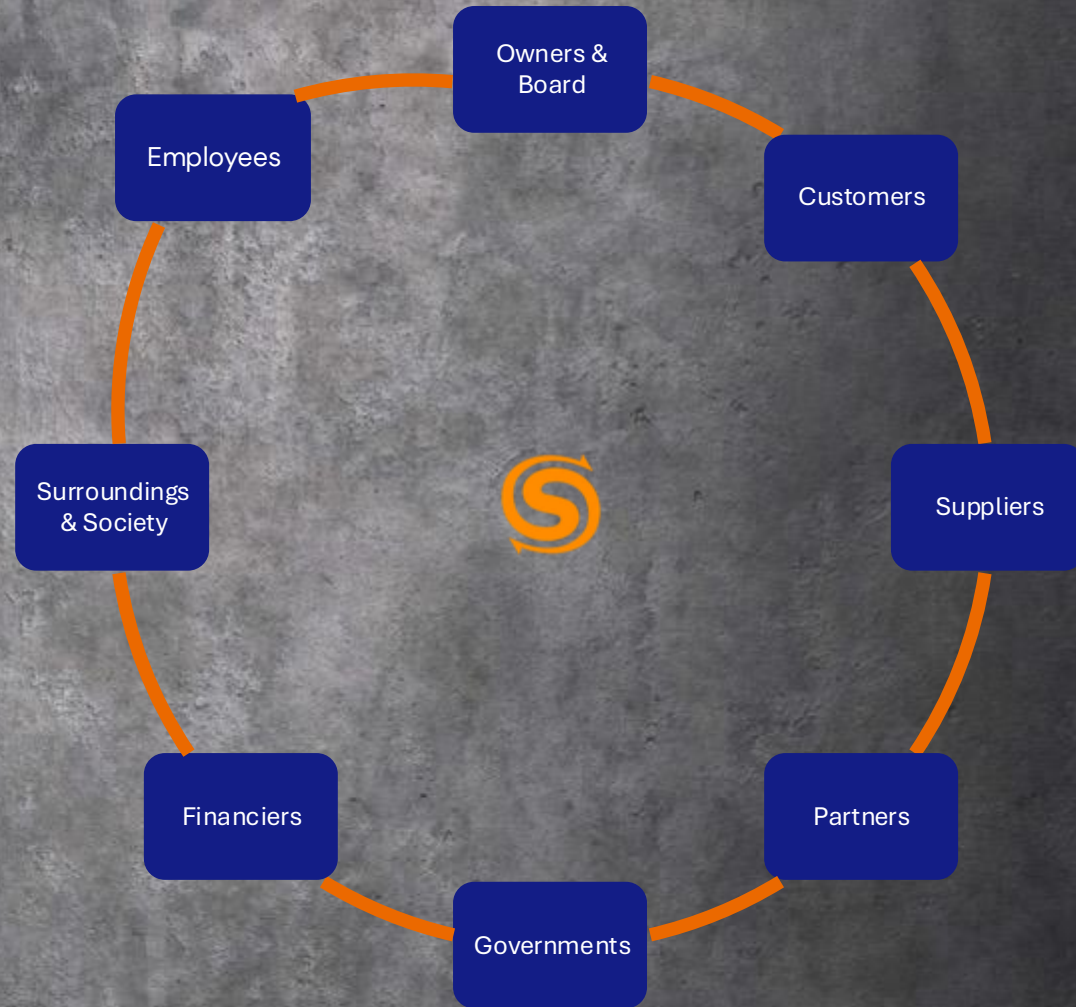 Owners &
Board
Customers
Suppliers
Partners
Governments
Financiers
Surroundings
& Society
Employees
S